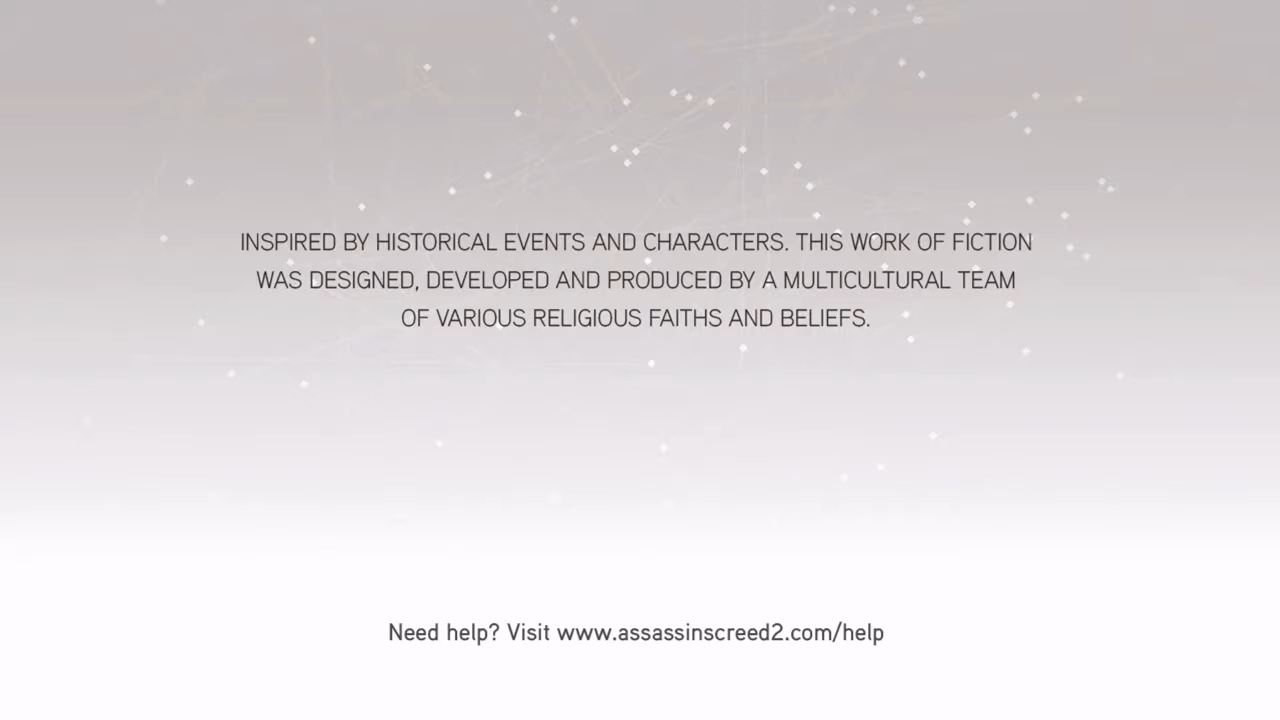 INSPIRED BY HISTORICAL EVENTS AND CHARACTERS. THIS WORK OF FICTION
WAS DESIGNED, DEVELOPED AND PRODUCED BY A MULTICULTURAL TEAM
OF VARIOUS RELIGIOUS FAITHS AND BELIEFS.
Need help? Visit www.assassinscreed2.com/help